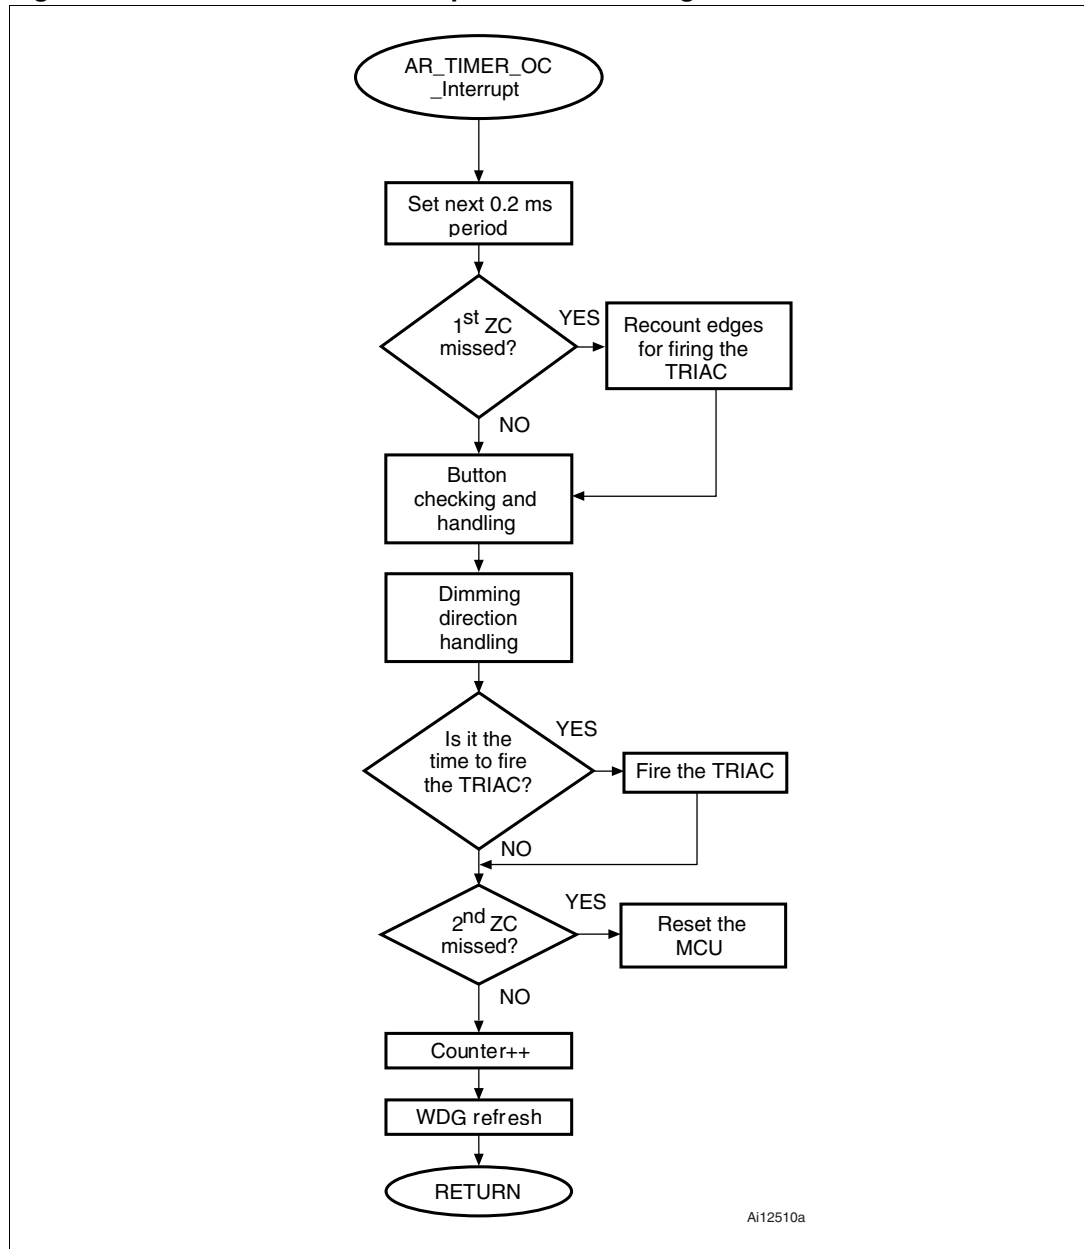 AR_TIMER_OC
_Interrupt
Set next 0.2 ms
period
1st ZC
missed?
YES
Recount edges
for firing the
TRIAC
NO
Button
checking and
handling
Dimming
direction
handling
Is it the
time to fire
the TRIAC?
YES
Fire the TRIAC
NO
2nd ZC
missed?
YES
Reset the
MCU
NO
Counter++
WDG refresh
RETURN
Ai12510a